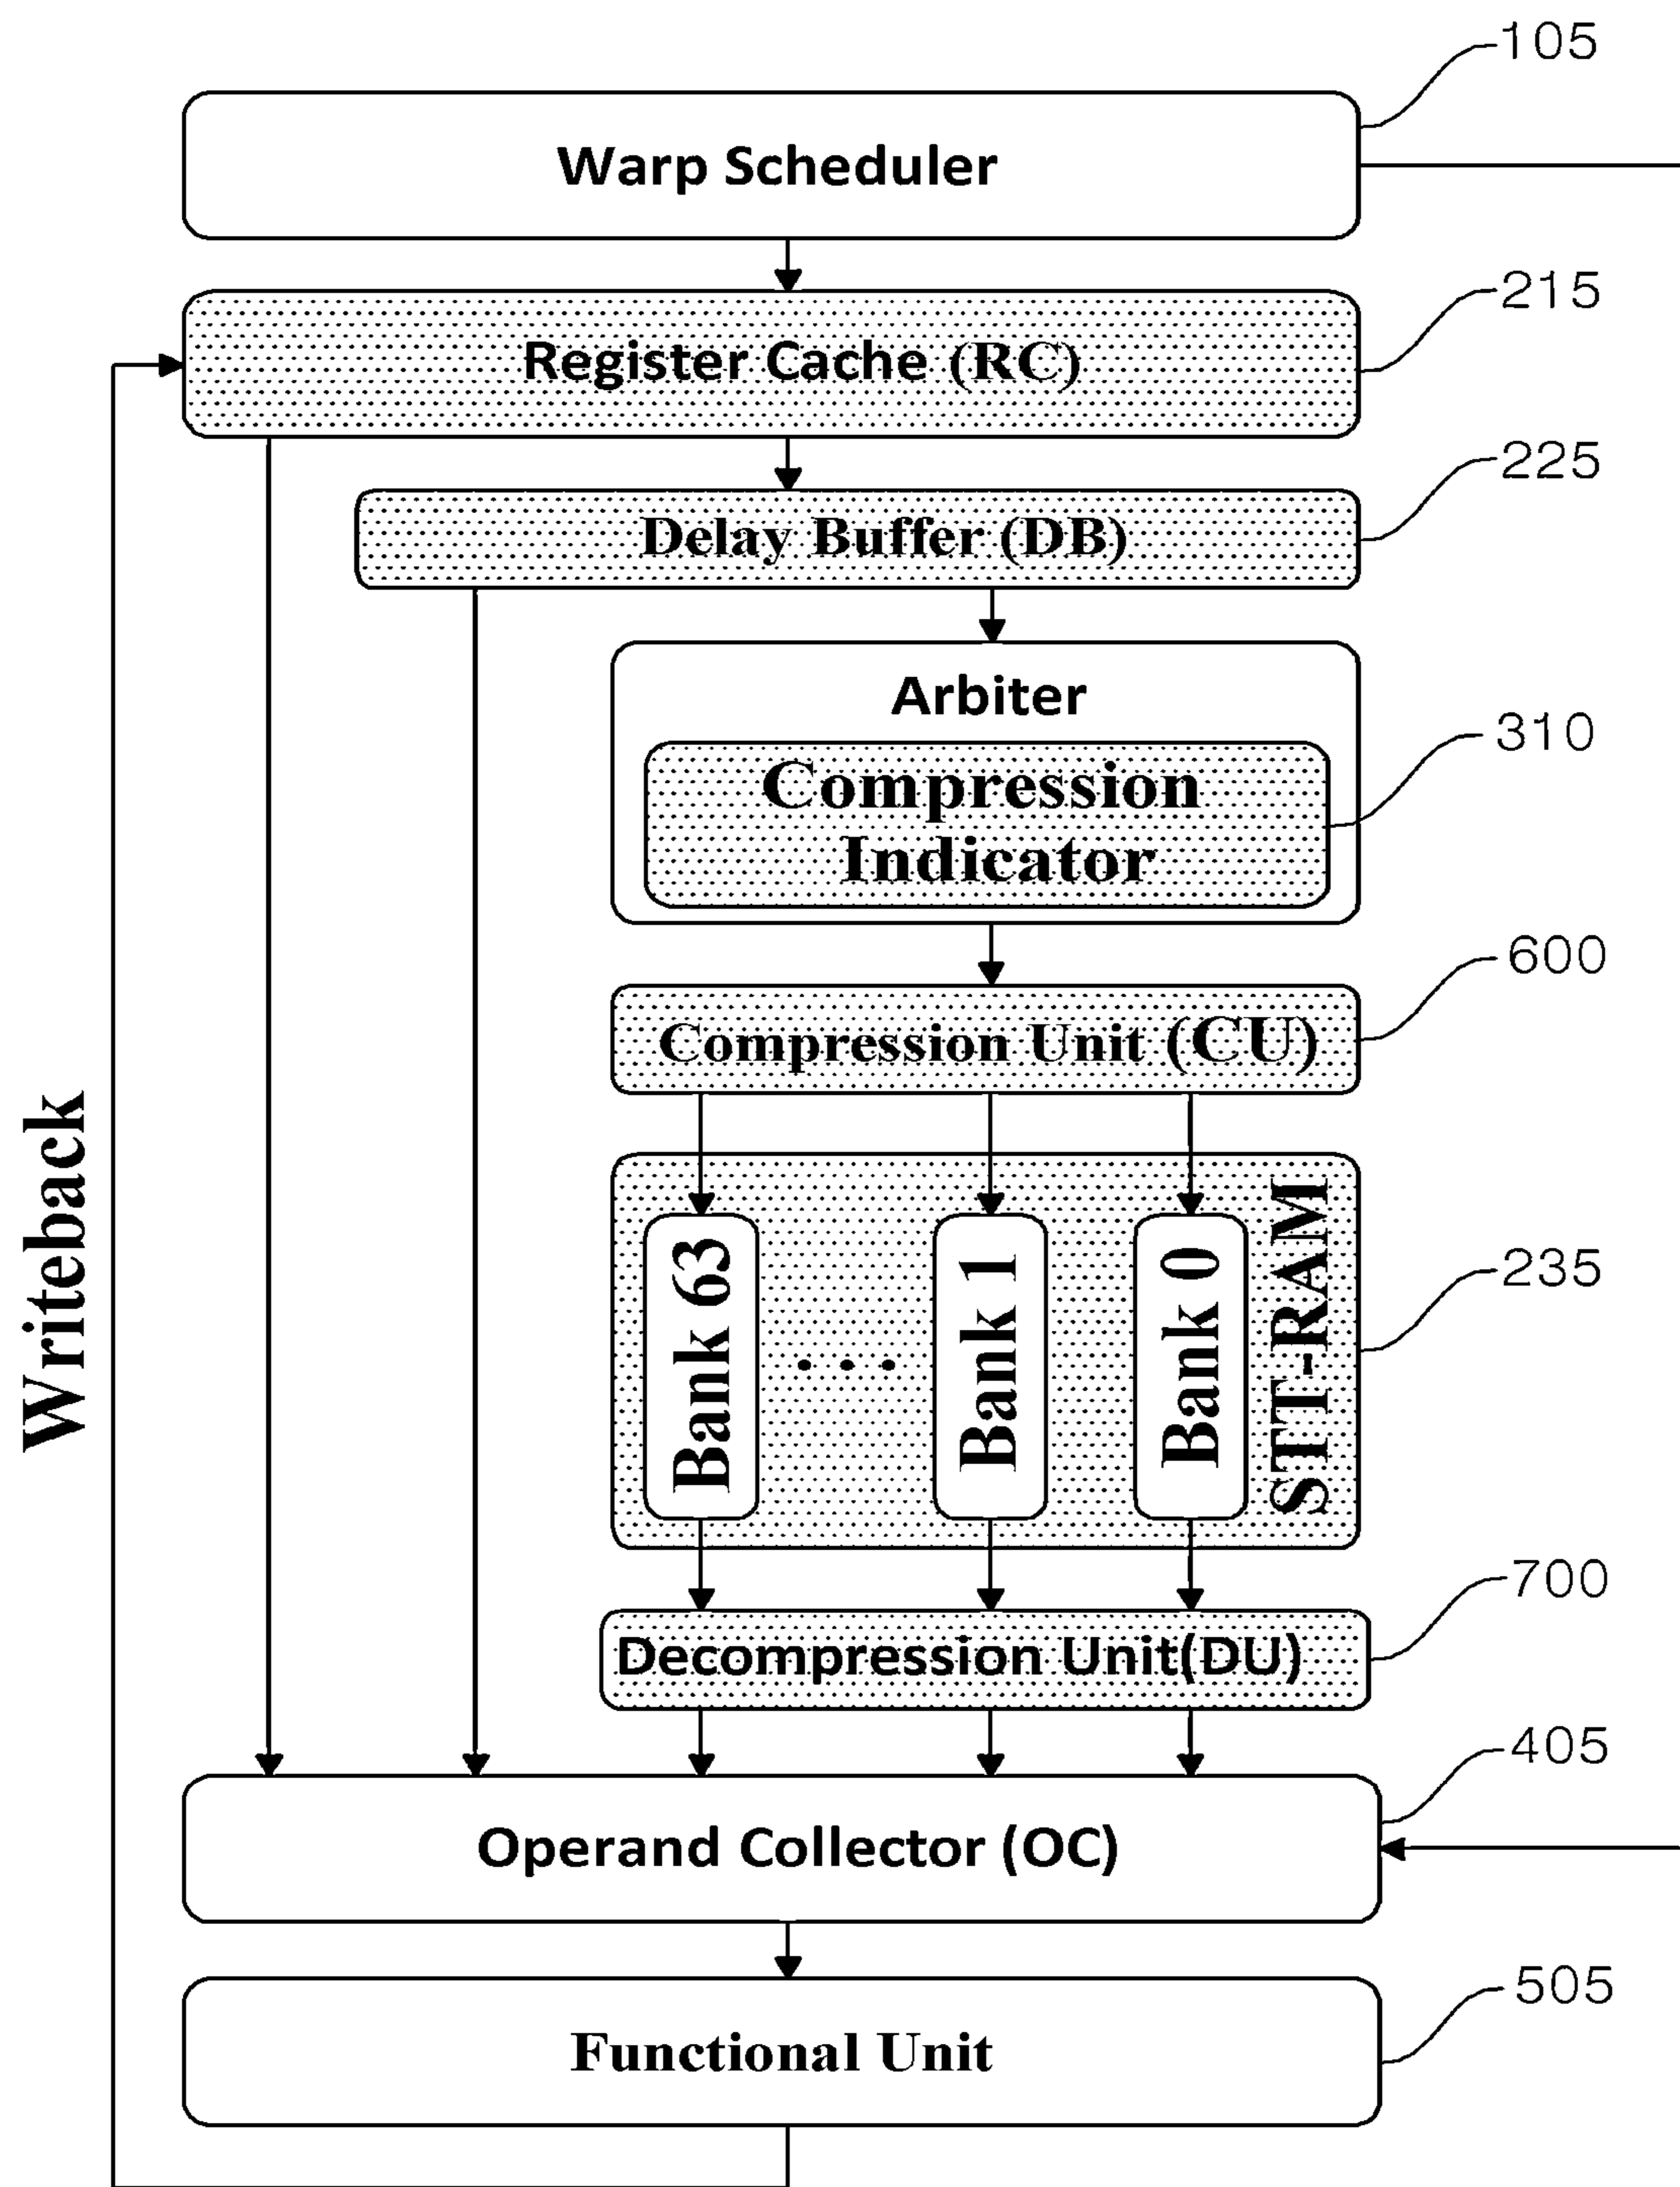 105
Warp Scheduler
215
Register Cache (RC)
225
Delay Buffer (DB)
Arbiter
310
Compression
Indicator
600
Compression Unit (CU)
Writeback
Bank 63
...
Bank 1
Bank 0
STT-RAM
235
700
Decompression Unit(DU)
405
Operand Collector (OC)
505
Functional Unit